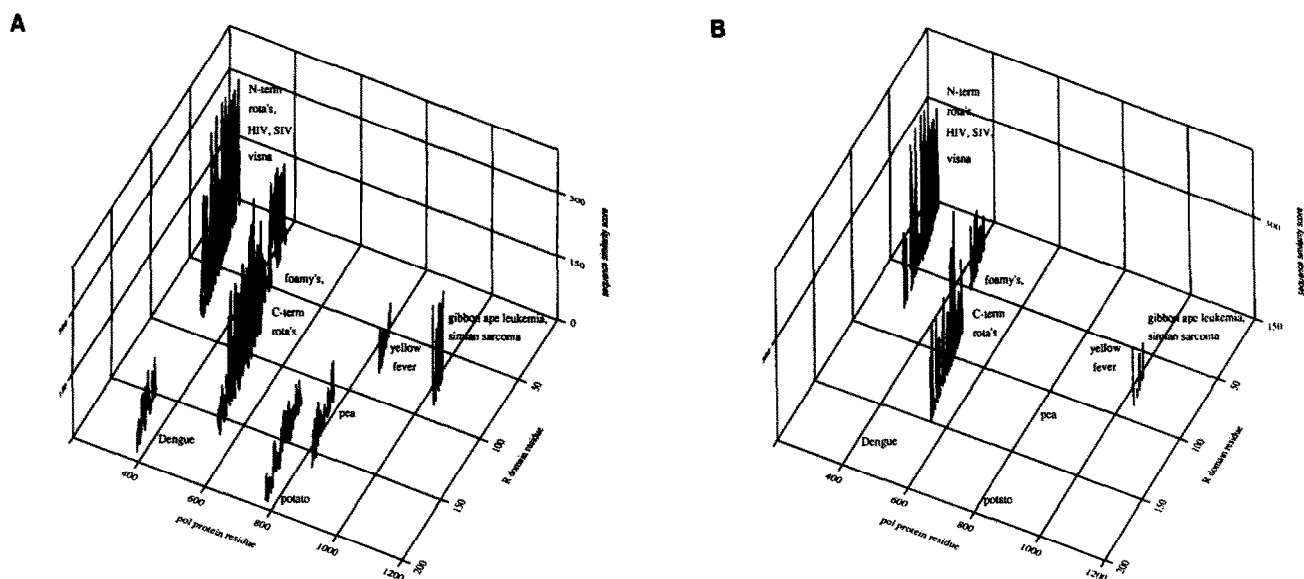 A
N-term
rota's,
HIV, SIV,
visna
300
150
0
sequence similarity score
foamy's,
C-term
rota's
gibbon ape leukemia,
simian sarcoma
yellow
fever
50
100
150
200
R domain residue
pea
Dengue
potato
400
600
800
1000
1200
pol protein residue
B
N-term
rota's,
HIV, SIV,
visna
300
150
sequence similarity score
foamy's,
C-term
rota's
gibbon ape leukemia,
simian sarcoma
yellow
fever
50
100
150
200
R domain residue
pea
Dengue
potato
400
600
800
1000
1200
pol protein residue